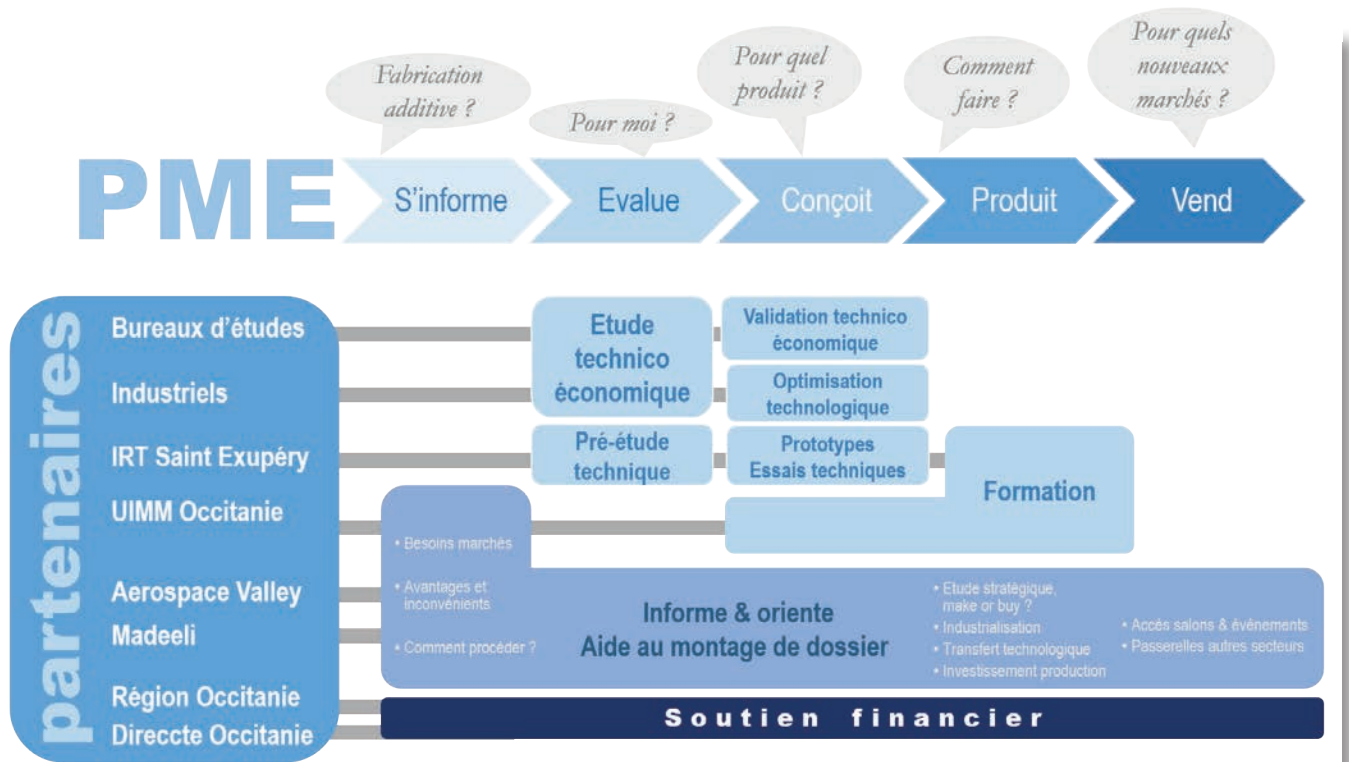 Fabrication
additive ?
Pour moi ?
Pour quel
produit ?
Comment
faire ?
Pour quels
nouveaux
marchés ?
PME
S'informe
Evalue
Conçoit
Produit
Vend
partenaires
Bureaux d'études
Industriels
IRT Saint Exupéry
UIMM Occitanie
Aerospace Valley
Madeeli
Région Occitanie
Direccte Occitanie
Etude
technico
économique
Validation technico
économique
Optimisation
technologique
Pré-étude
technique
Prototypes
Essais techniques
Formation
• Besoins marchés
• Avantages et
inconvénients
• Comment procéder ?
Informe & oriente
Aide au montage de dossier
• Etude stratégique,
make or buy ?
• Industrialisation
• Transfert technologique
• Investissement production
• Accés salons & événements
• Passerelles autres secteurs
Soutien financier